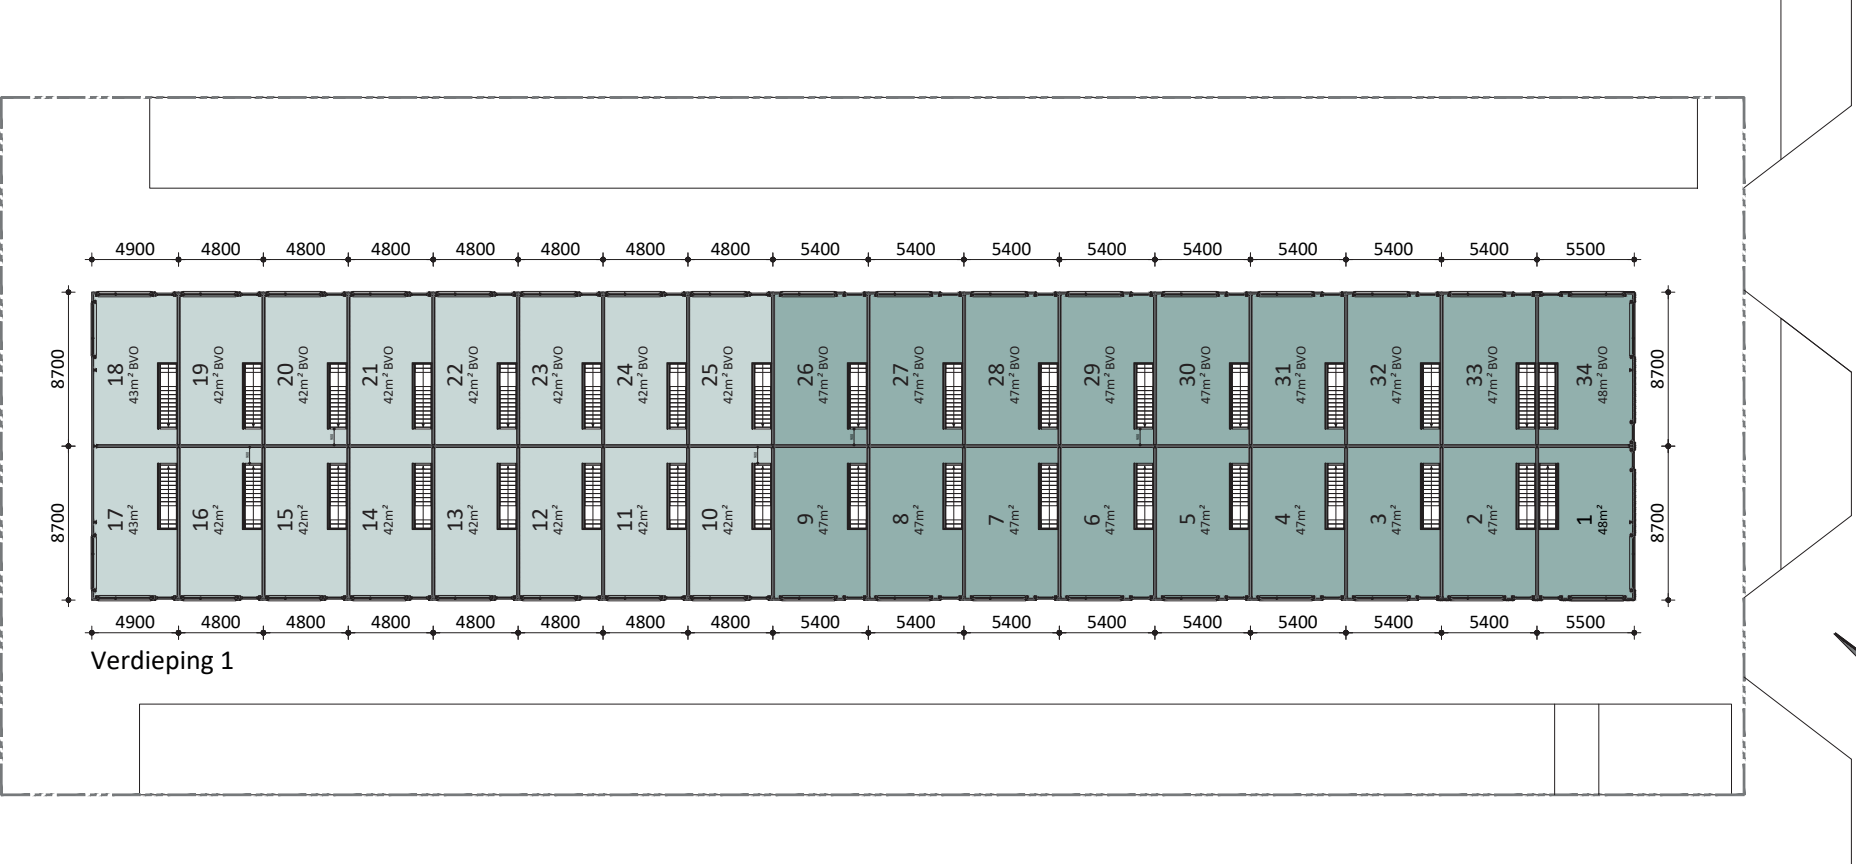 4900 4800 4800 4800 4800 4800 4800 4800 5400 5400 5400 5400 5400 5400 5400 5400 5500
8700
18
43m² BVO
19
42m² BVO
20
42m² BVO
21
42m² BVO
22
42m² BVO
23
42m² BVO
24
42m² BVO
25
42m² BVO
26
47m² BVO
27
47m² BVO
28
47m² BVO
29
47m² BVO
30
47m² BVO
31
47m² BVO
32
47m² BVO
33
47m² BVO
34
48m² BVO
8700
8700
17
43m²
16
42m²
15
42m²
14
42m²
13
42m²
12
42m²
11
42m²
10
42m²
9
47m²
8
47m²
7
47m²
6
47m²
5
47m²
4
47m²
3
47m²
2
47m²
1
48m²
8700
4900 4800 4800 4800 4800 4800 4800 4800 5400 5400 5400 5400 5400 5400 5400 5400 5500
Verdieping 1